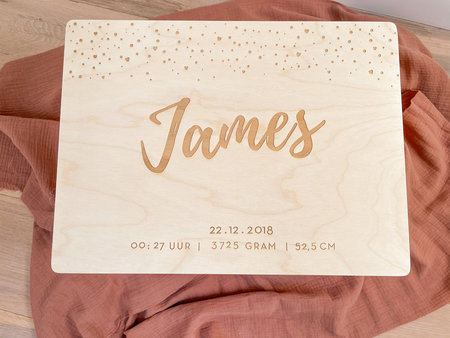 James
22.12.2018
00:27 UUR | 3725 GRAM | 52,5 CM